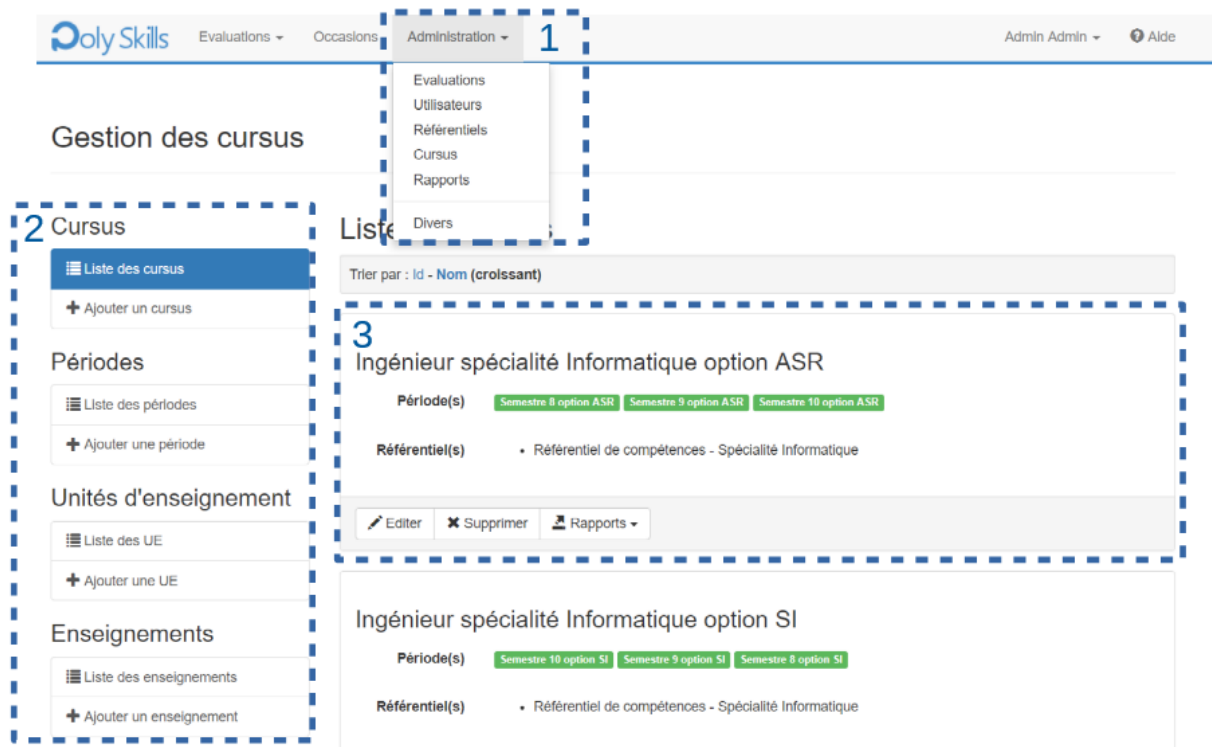 Poly Skills Evaluations Occasions Administration 1 Admin Admin Aide
Evaluations
Utilisateurs
Référentiels
Cursus
Rapports
Divers
Gestion des cursus
2 Cursus
Liste des cursus
Ajouter un cursus
Périodes
Liste des périodes
Ajouter une période
Unités d'enseignement
Liste des UE
Ajouter une UE
Enseignements
Liste des enseignements
Ajouter un enseignement
Liste
Trier par : Id - Nom (croissant)
3
Ingénieur spécialité Informatique option ASR
Période(s) Semestre 8 option ASR Semestre 9 option ASR Semestre 10 option ASR
Référentiel(s) • Référentiel de compétences - Spécialité Informatique
Editer Supprimer Rapports
Ingénieur spécialité Informatique option SI
Période(s) Semestre 10 option SI Semestre 9 option SI Semestre 8 option SI
Référentiel(s) • Référentiel de compétences - Spécialité Informatique